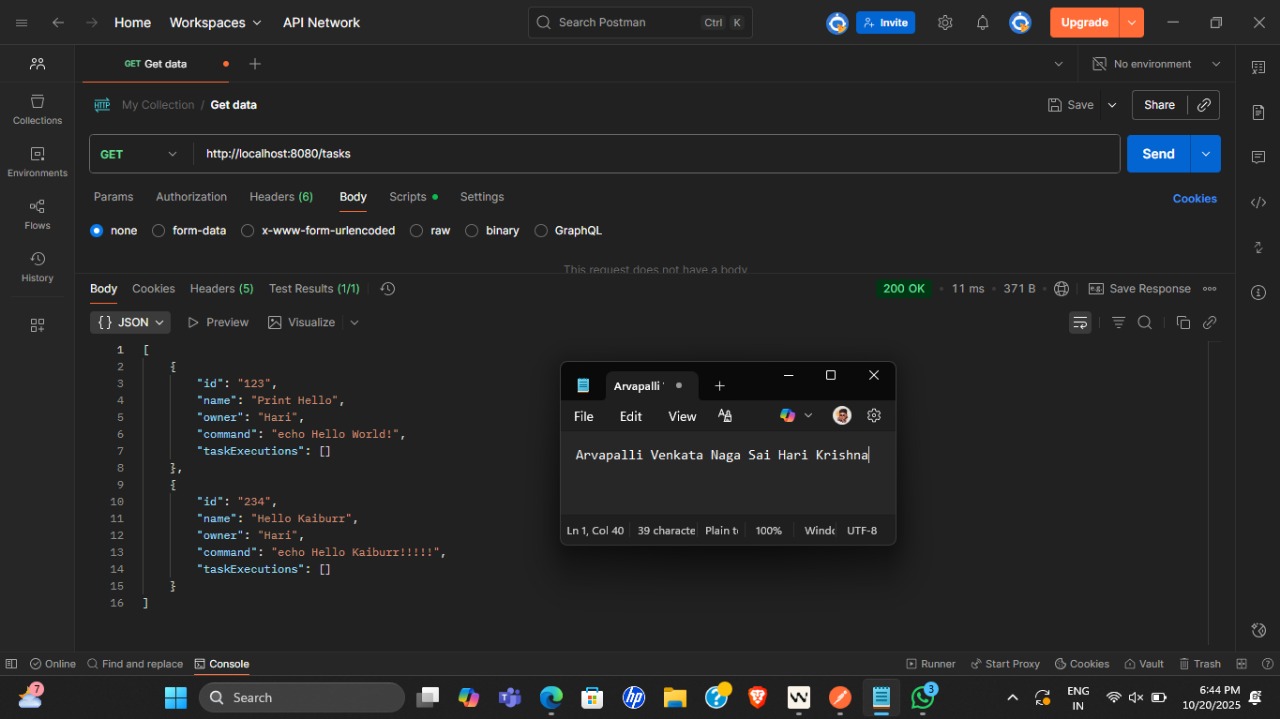 Home Workspaces API Network Search Postman Ctrl K Invite Upgrade
GET Get data No environment
My Collection / Get data Save Share
GET http://localhost:8080/tasks Send
Params Authorization Headers (6) Body Scripts Settings Cookies
none form-data x-www-form-urlencoded raw binary GraphQL
This request does not have a body
Collections
Environments
Flows
History
Body Cookies Headers (5) Test Results (1/1) 200 OK 11 ms 371 B Save Response
{} JSON Preview Visualize
1 [
2 {
3 "id": "123",
4 "name": "Print Hello",
5 "owner": "Hari",
6 "command": "echo Hello World!",
7 "taskExecutions": []
8 },
9 {
10 "id": "234",
11 "name": "Hello Kaiburr",
12 "owner": "Hari",
13 "command": "echo Hello Kaiburr!!!!!",
14 "taskExecutions": []
15 }
16 ]
Arvapalli
File Edit View
Arvapalli Venkata Naga Sai Hari Krishna
Ln 1, Col 40 39 characte Plain t 100% Windo UTF-8
Online Find and replace Console Runner Start Proxy Cookies Vault Trash
7 Search 3 ENG IN 6:44 PM 10/20/2025